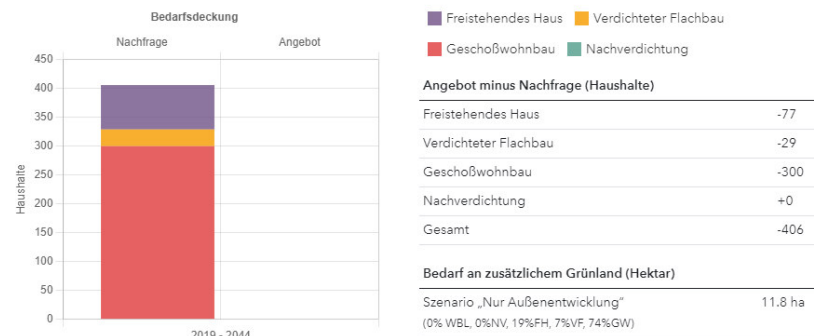 Bedarfsdeckung
Nachfrage Angebot
450
400
350
300
250
200
150
100
50
0
Haushalte
2019 - 2044
Freistehendes Haus Verdichteter Flachbau
Geschoßwohnbau Nachverdichtung
Angebot minus Nachfrage (Haushalte)
Freistehendes Haus -77
Verdichteter Flachbau -29
Geschoßwohnbau -300
Nachverdichtung +0
Gesamt -406
Bedarf an zusätzlichem Grünland (Hektar)
Szenario „Nur Außenentwicklung“ 11.8 ha
(0% WBL, 0%NV, 19%FH, 7%VF, 74%GW)